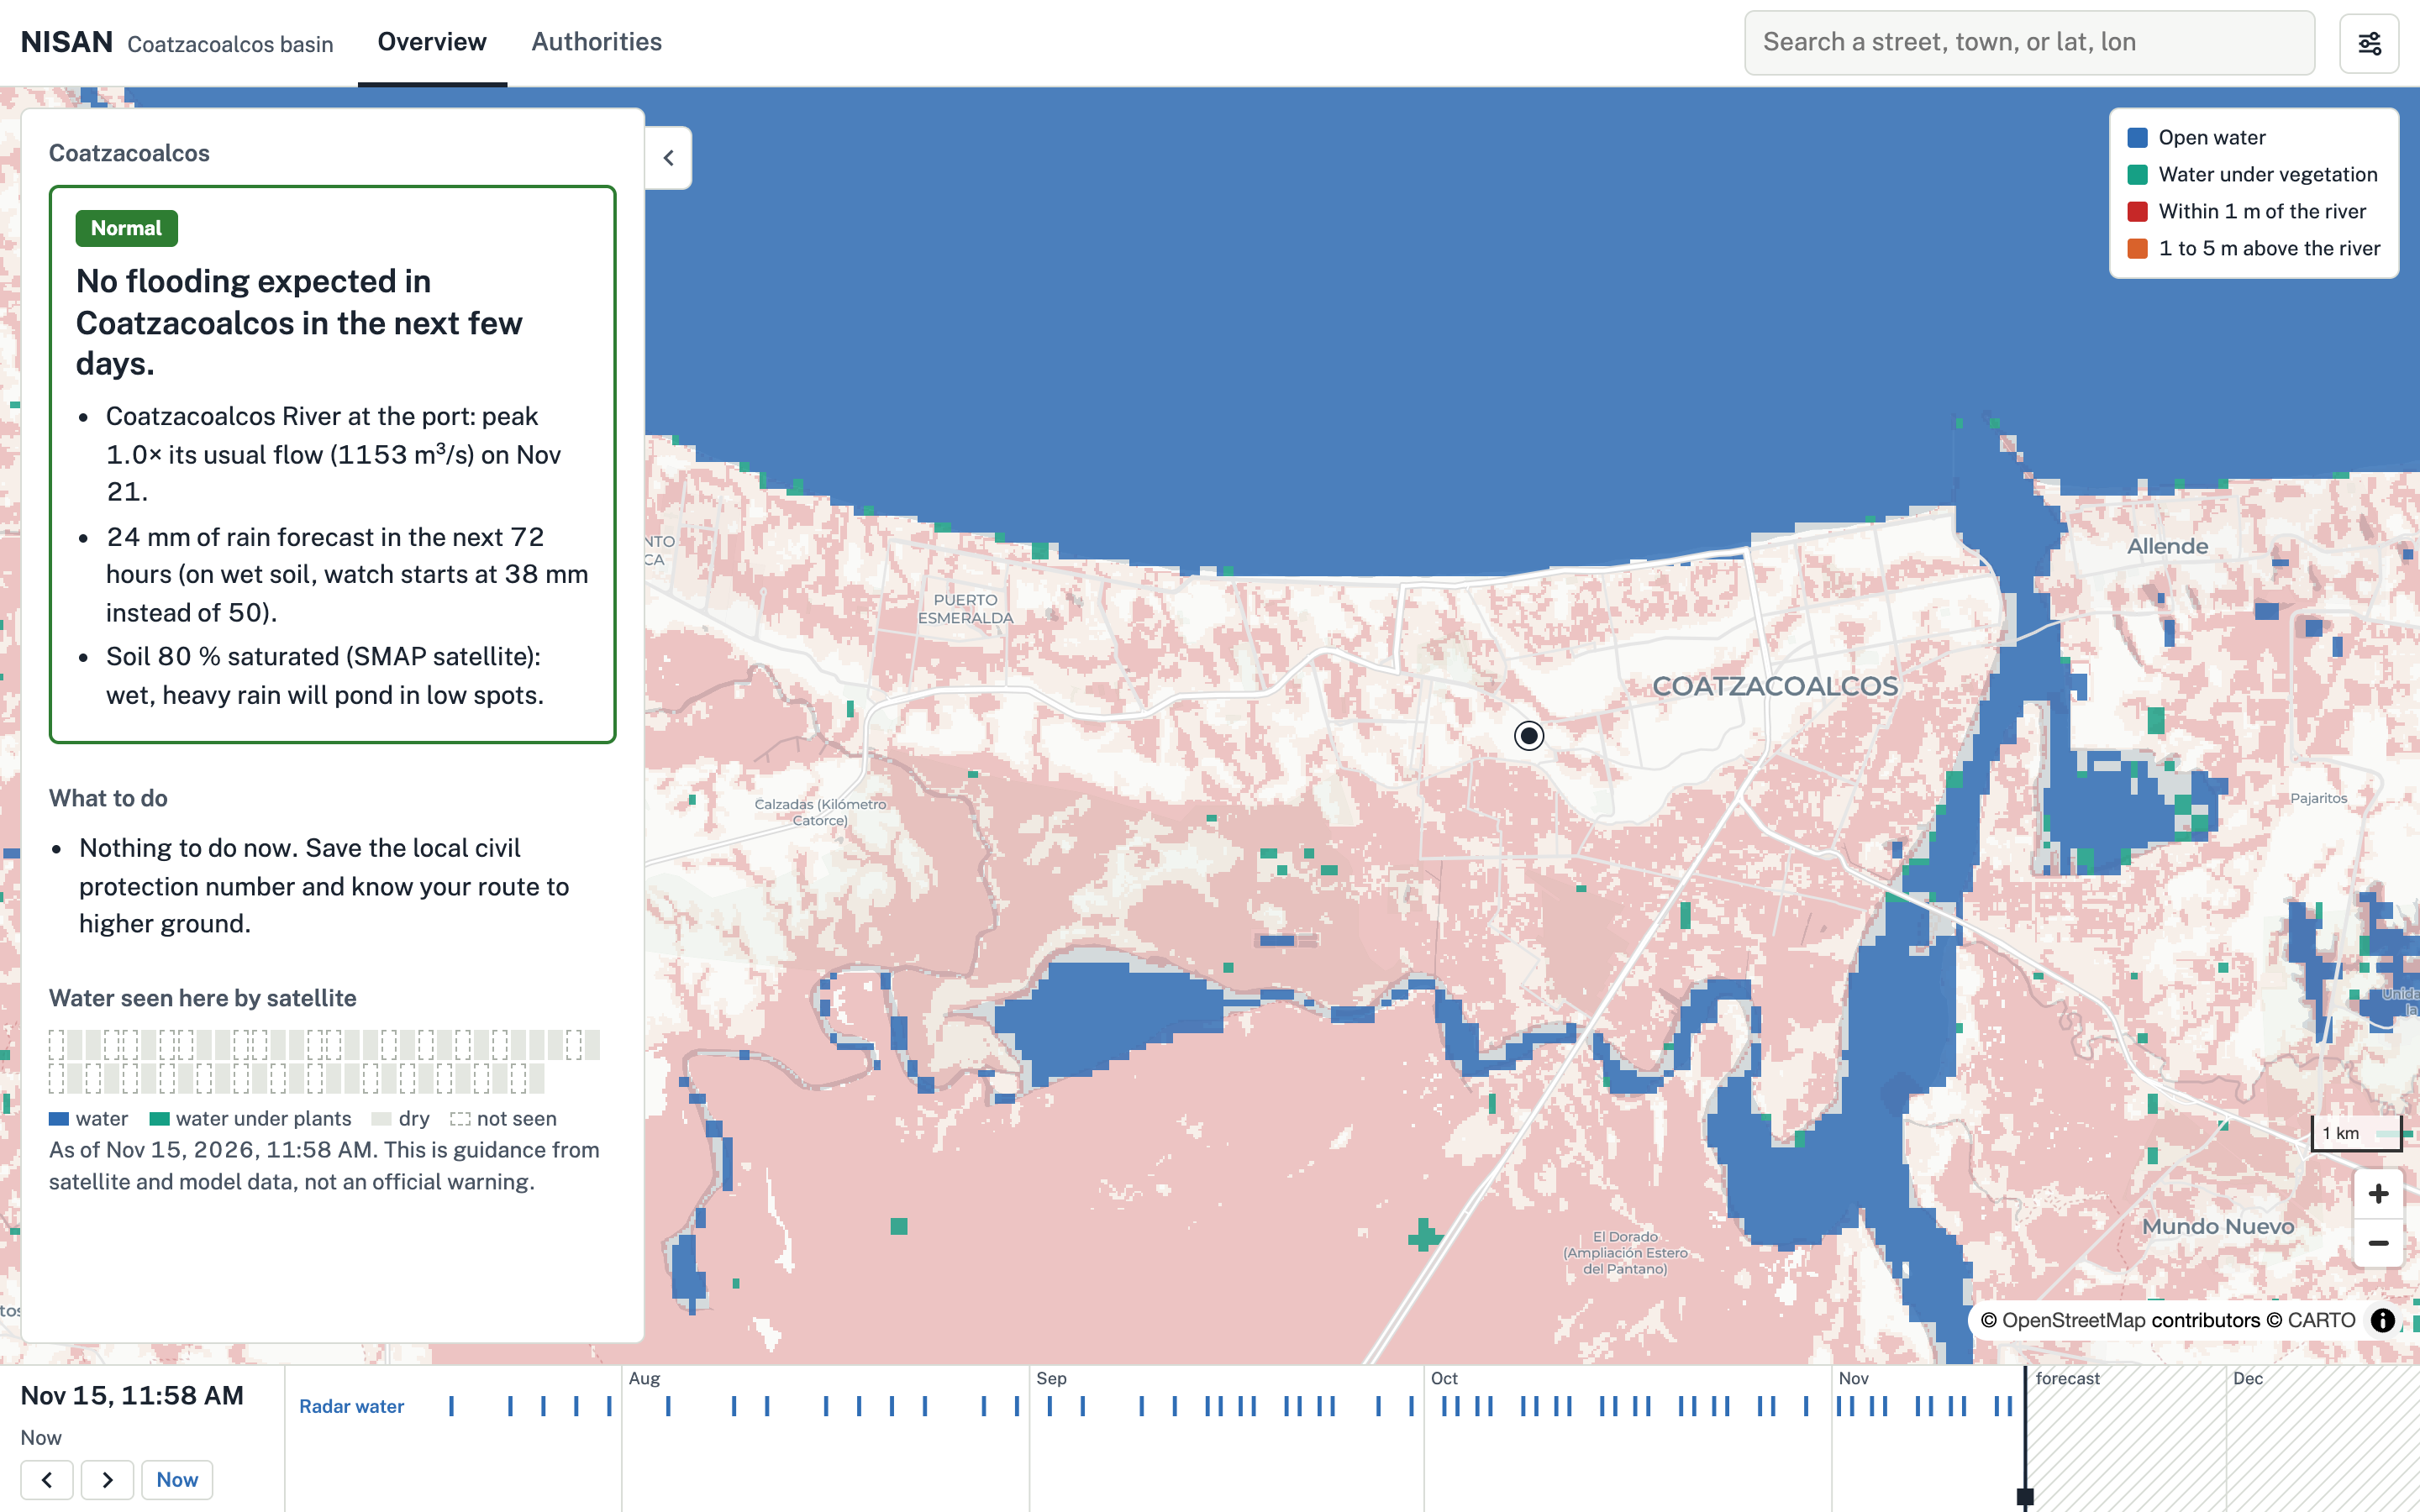 NISAN Coatzacoalcos basin Overview Authorities Search a street, town, or lat, lon
Coatzacoalcos
Normal
No flooding expected in
Coatzacoalcos in the next few
days.
• Coatzacoalcos River at the port: peak
1.0× its usual flow (1153 m³/s) on Nov
21.
• 24 mm of rain forecast in the next 72
hours (on wet soil, watch starts at 38 mm
instead of 50).
• Soil 80 % saturated (SMAP satellite):
wet, heavy rain will pond in low spots.
What to do
• Nothing to do now. Save the local civil
protection number and know your route to
higher ground.
Water seen here by satellite
water water under plants dry not seen
As of Nov 15, 2026, 11:58 AM. This is guidance from
satellite and model data, not an official warning.
Open water
Water under vegetation
Within 1 m of the river
1 to 5 m above the river
Allende
PUERTO
ESMERALDA
COATZACOALCOS
Calzadas (Kilómetro
Catorce)
Pajaritos
El Dorado
(Ampliación Estero
del Pantano)
Mundo Nuevo
1 km
+
−
© OpenStreetMap contributors © CARTO
Nov 15, 11:58 AM
Now
Now
Radar water
Aug
Sep
Oct
Nov
forecast
Dec